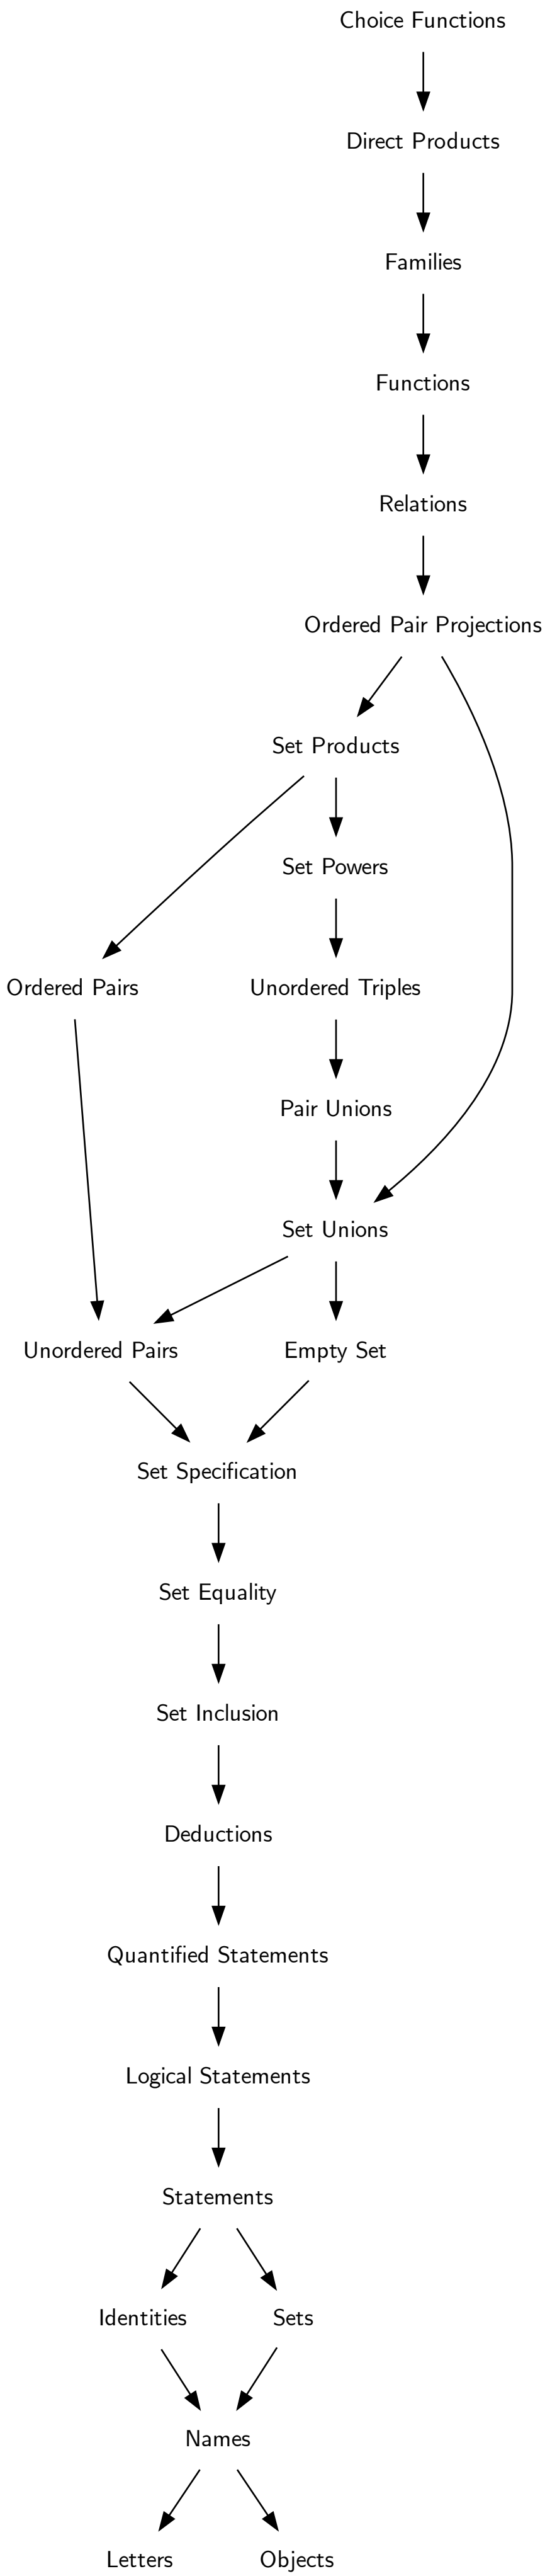 Choice Functions
Direct Products
Families
Functions
Relations
Ordered Pair Projections
Set Products
Set Powers
Ordered Pairs
Unordered Triples
Pair Unions
Set Unions
Unordered Pairs
Empty Set
Set Specification
Set Equality
Set Inclusion
Deductions
Quantified Statements
Logical Statements
Statements
Identities
Sets
Names
Letters
Objects